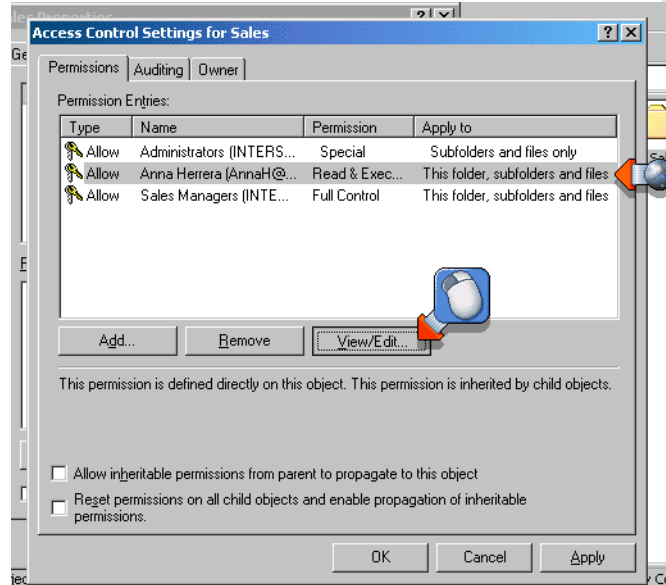 les Properties
Access Control Settings for Sales
Ge
Permissions Auditing Owner
Permission Entries:
Type Name Permission Apply to
Allow Administrators (INTERS... Special Subfolders and files only
Allow Anna Herrera (AnnaH@... Read & Exec... This folder, subfolders and files
Allow Sales Managers (INTE... Full Control This folder, subfolders and files
Add... Remove View/Edit...
This permission is defined directly on this object. This permission is inherited by child objects.
Allow inheritable permissions from parent to propagate to this object
Reset permissions on all child objects and enable propagation of inheritable
permissions.
OK Cancel Apply